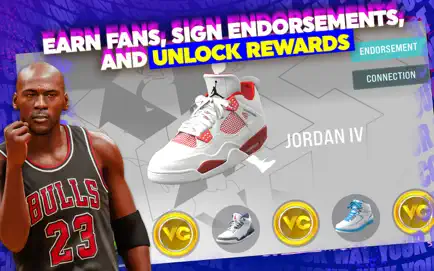 EARN FANS, SIGN ENDORSEMENTS,
AND UNLOCK REWARDS
ENDORSEMENT
CONNECTION
JORDAN IV
BULLS
23
VC
VC
VC